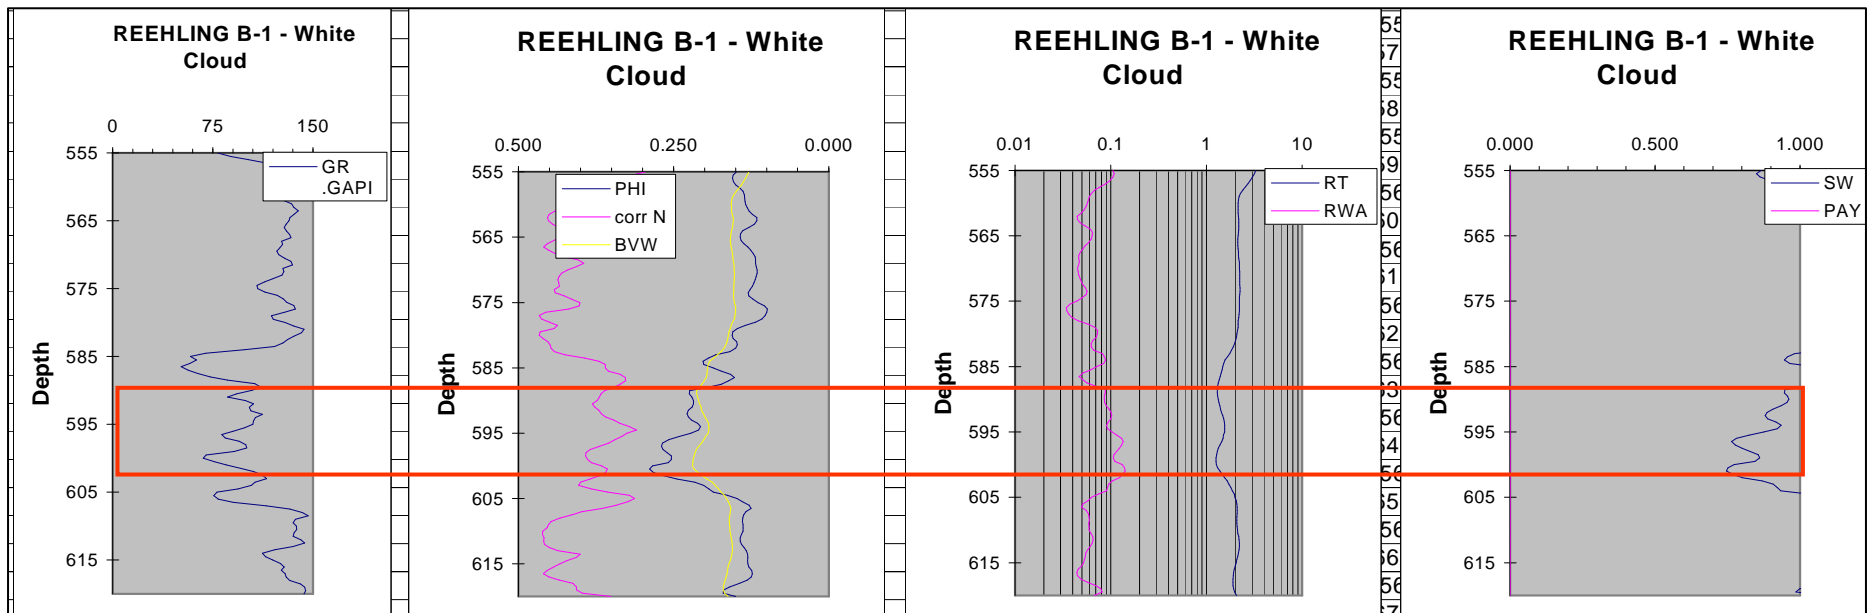 REEHLING B-1 - White
Cloud
0 75 150
555
565
575
585
595
605
615
Depth
GR
.GAPI
REEHLING B-1 - White
Cloud
0.500 0.250 0.000
555
565
575
585
595
605
615
Depth
PHI
corr N
BVW
REEHLING B-1 - White
Cloud
0.01 0.1 1 10
555
565
575
585
595
605
615
Depth
RT
RWA
REEHLING B-1 - White
Cloud
0.000 0.500 1.000
555
565
575
585
595
605
615
Depth
SW
PAY